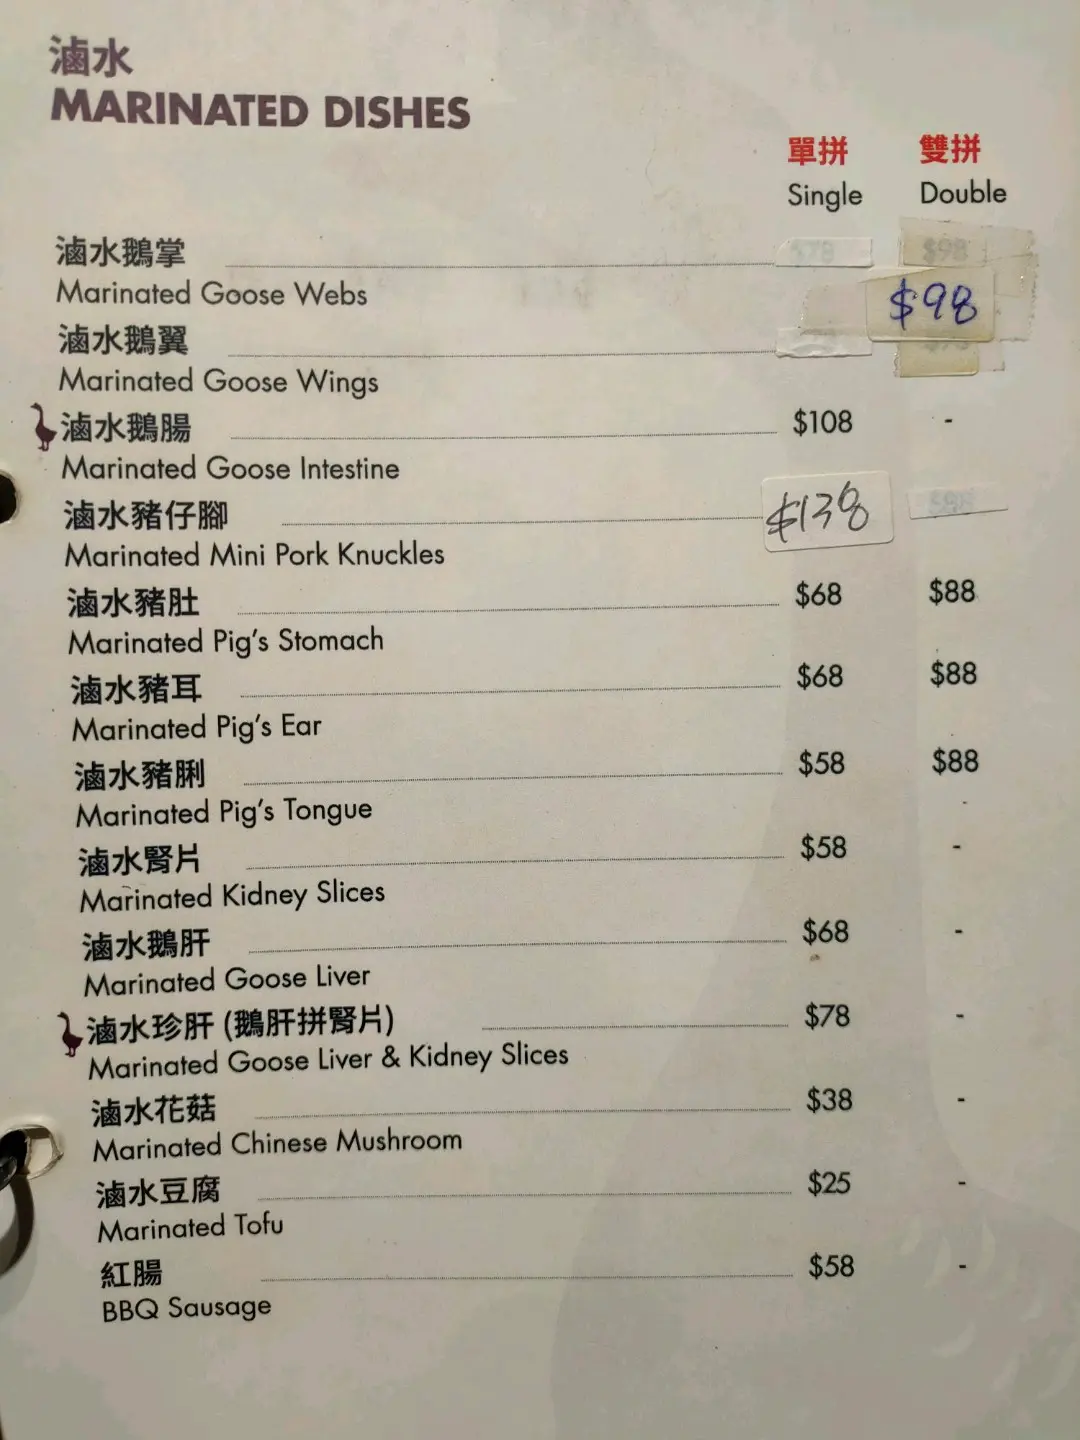 滷水
MARINATED DISHES
單拼 雙拼
Single Double
滷水鵝掌 $98
Marinated Goose Webs
$98
滷水鵝翼
Marinated Goose Wings
滷水鵝腸 $108 -
Marinated Goose Intestine
滷水豬仔腳 $138
Marinated Mini Pork Knuckles
滷水豬肚 $68 $88
Marinated Pig's Stomach
滷水豬耳 $68 $88
Marinated Pig's Ear
滷水豬脷 $58 $88
Marinated Pig's Tongue
滷水腎片 $58 -
Marinated Kidney Slices
滷水鵝肝 $68 -
Marinated Goose Liver
滷水珍肝 (鵝肝拼腎片) $78 -
Marinated Goose Liver & Kidney Slices
滷水花菇 $38 -
Marinated Chinese Mushroom
滷水豆腐 $25 -
Marinated Tofu
紅腸 $58 -
BBQ Sausage